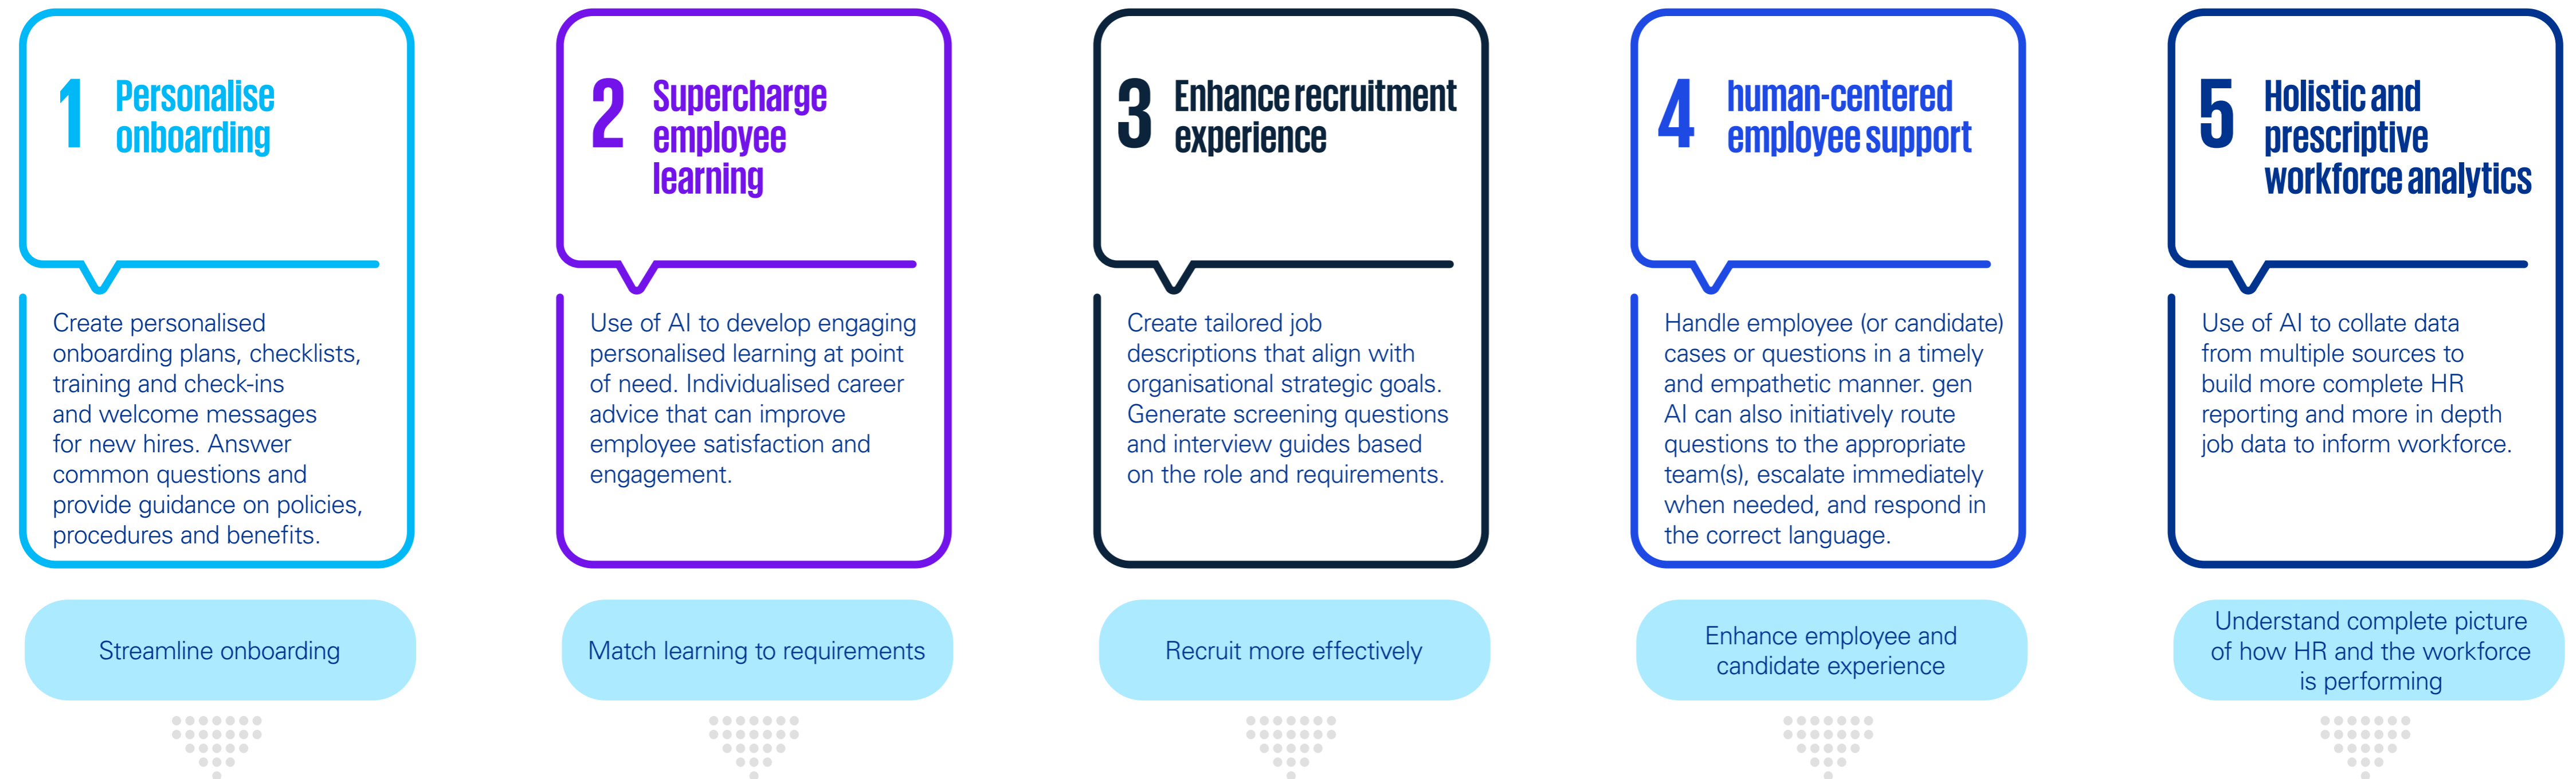 1
Personalise
onboarding
Create personalised
onboarding plans, checklists,
training and check-ins
and welcome messages
for new hires. Answer
common questions and
provide guidance on policies,
procedures and benefits.
Streamline onboarding
2
Supercharge
employee
learning
Use of AI to develop engaging
personalised learning at point
of need. Individualised career
advice that can improve
employee satisfaction and
engagement.
Match learning to requirements
3
Enhance recruitment
experience
Create tailored job
descriptions that align with
organisational strategic goals.
Generate screening questions
and interview guides based
on the role and requirements.
Recruit more effectively
4
human-centered
employee support
Handle employee (or candidate)
cases or questions in a timely
and empathetic manner. gen
AI can also initiatively route
questions to the appropriate
team(s), escalate immediately
when needed, and respond in
the correct language.
Enhance employee and
candidate experience
5
Holistic and
prescriptive
workforce analytics
Use of AI to collate data
from multiple sources to
build more complete HR
reporting and more in depth
job data to inform workforce.
Understand complete picture
of how HR and the workforce
is performing